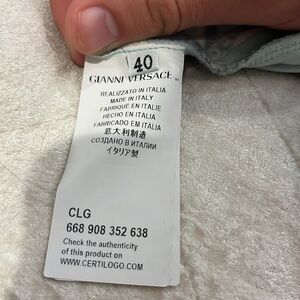 40
GIANNI VERSACE
REALIZZATO IN ITALIA
MADE IN ITALY
FABRIQUÉ EN ITALIE
HECHO EN ITALIA
FABRICADO EM ITÁLIA
意大利制造
СОЗДАНО В ИТАЛИИ
イタリア製
CLG
668 908 352 638
Check the authenticity
of this product on
WWW.CERTILOGO.COM